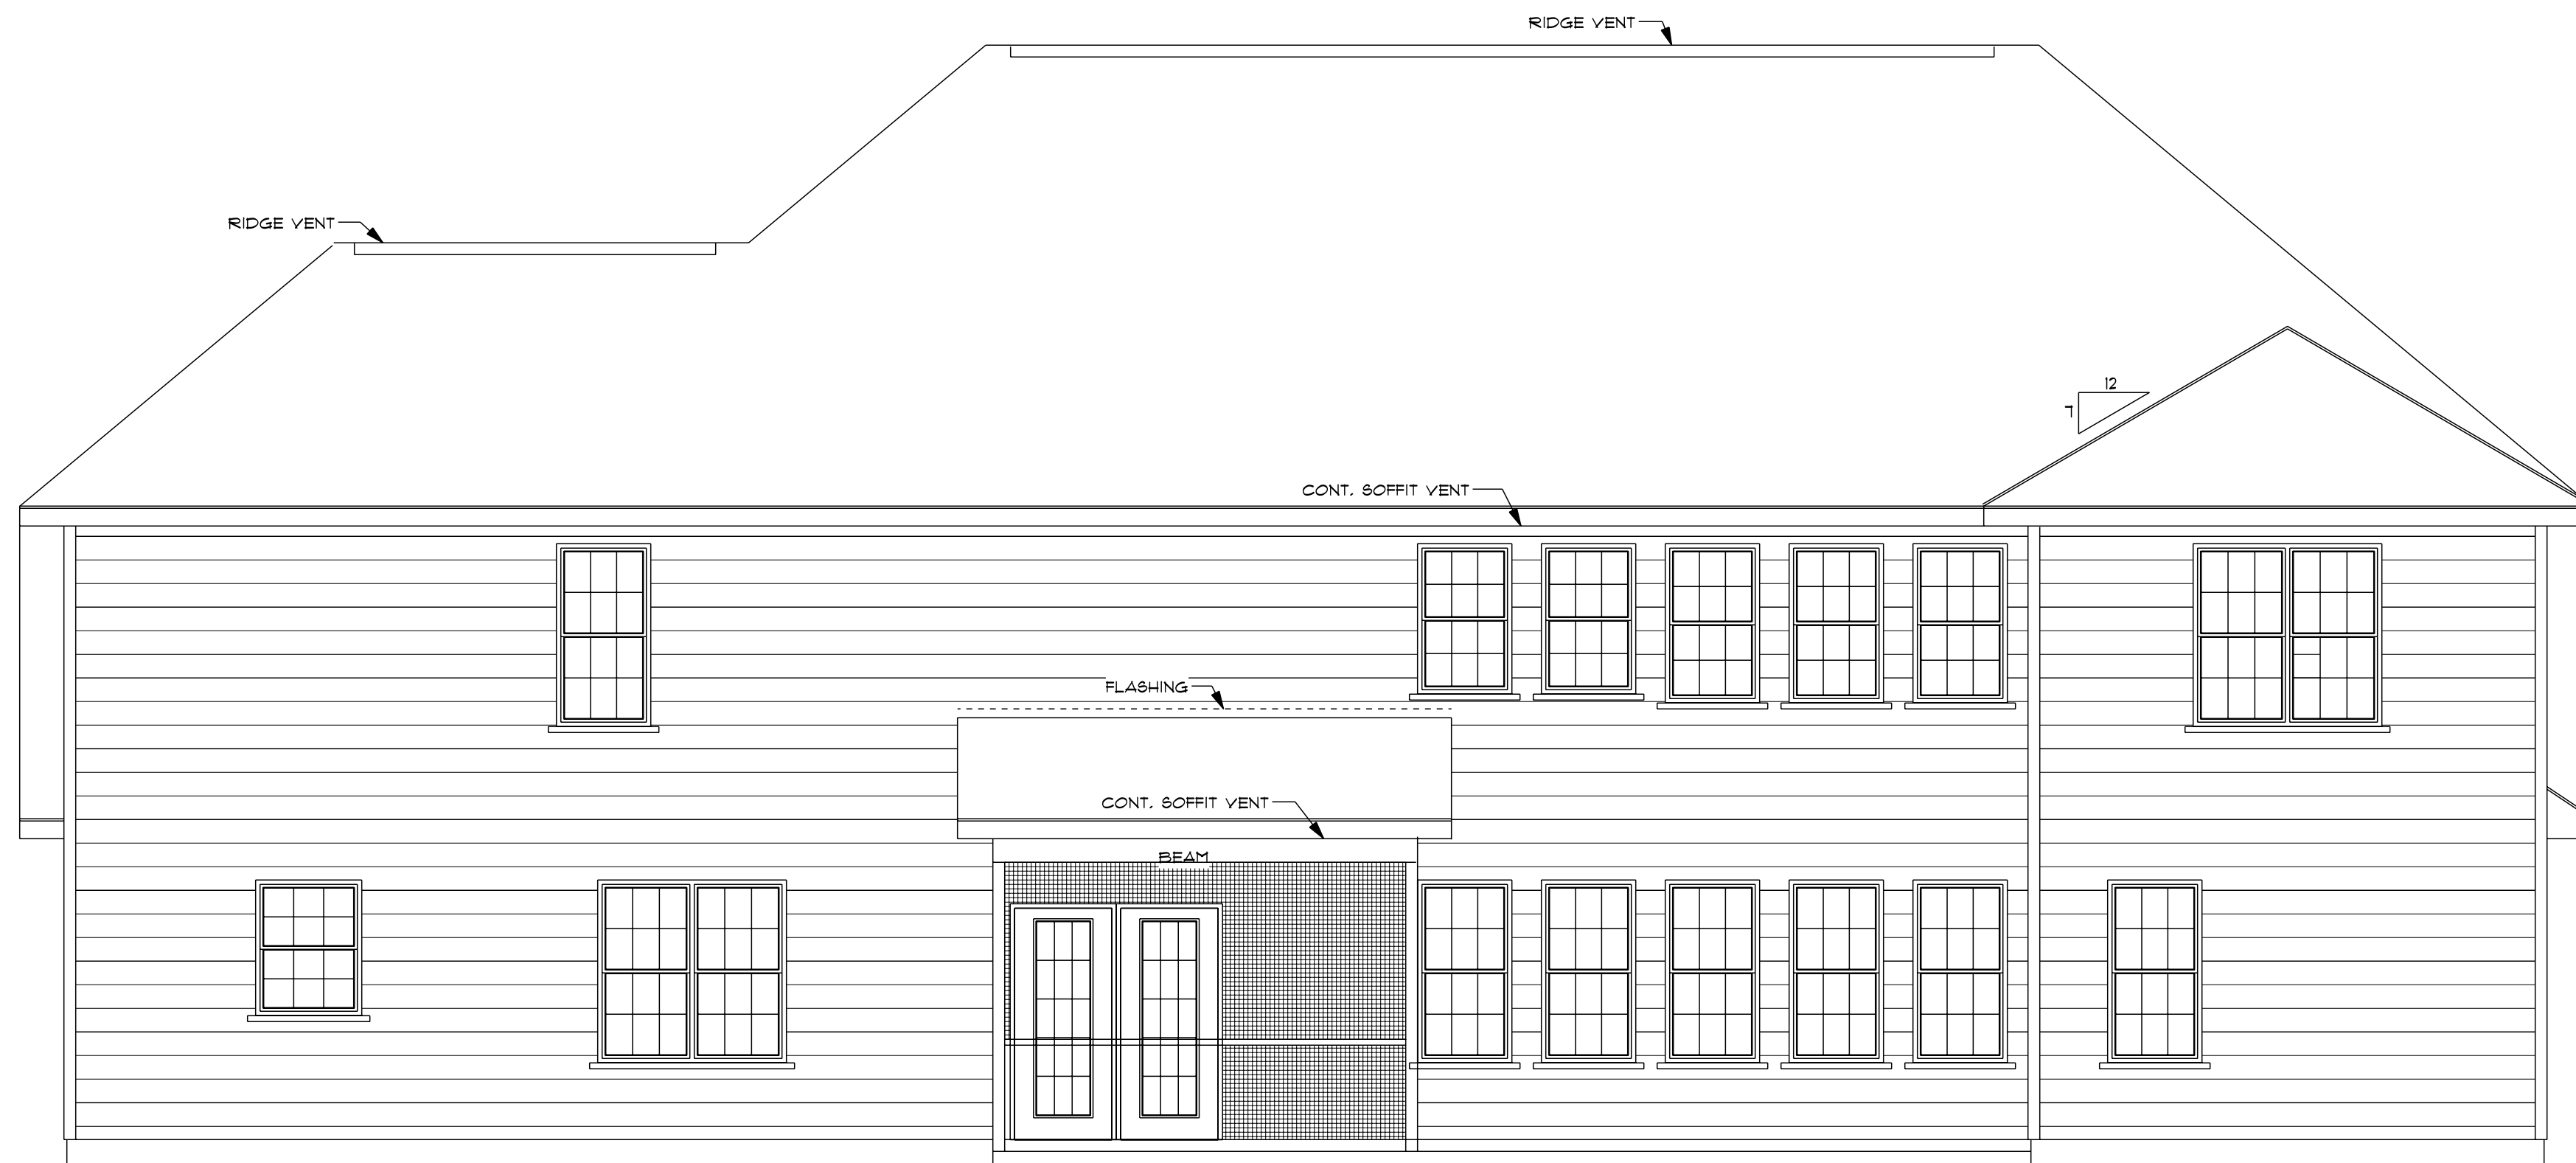 RIDGE VENT
RIDGE VENT
12
7
CONT. SOFFIT VENT
FLASHING
CONT. SOFFIT VENT
BEAM